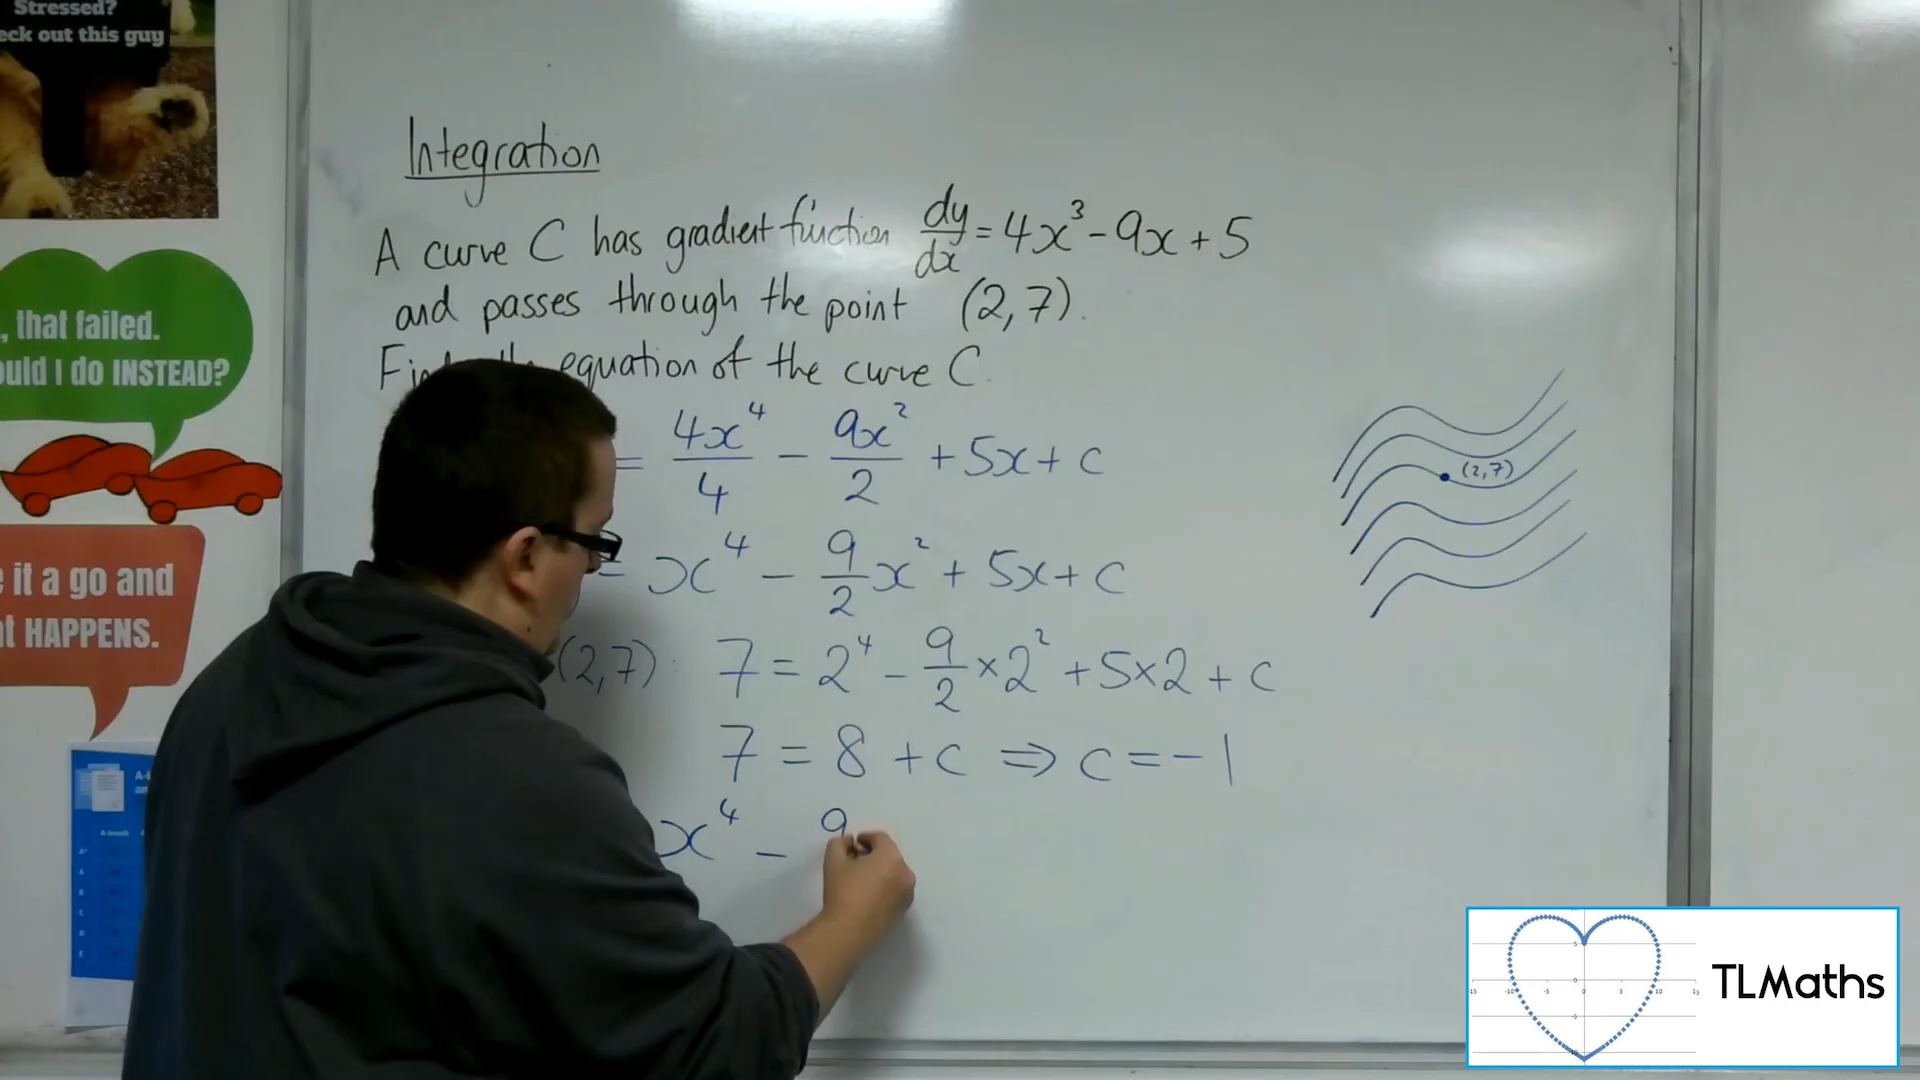 Stressed?
eck out this guy
, that failed.
ould I do INSTEAD?
e it a go and
at HAPPENS.
Integration
A curve C has gradient function dy/dx = 4x³ - 9x + 5
and passes through the point (2,7).
Find the equation of the curve C.
= 4x⁴/4 - 9x²/2 + 5x + c
= x⁴ - 9/2 x² + 5x + c
(2,7): 7 = 2⁴ - 9/2 × 2² + 5×2 + c
7 = 8 + c ⇒ c = -1
x⁴ - 9
(2,7)
TLMaths